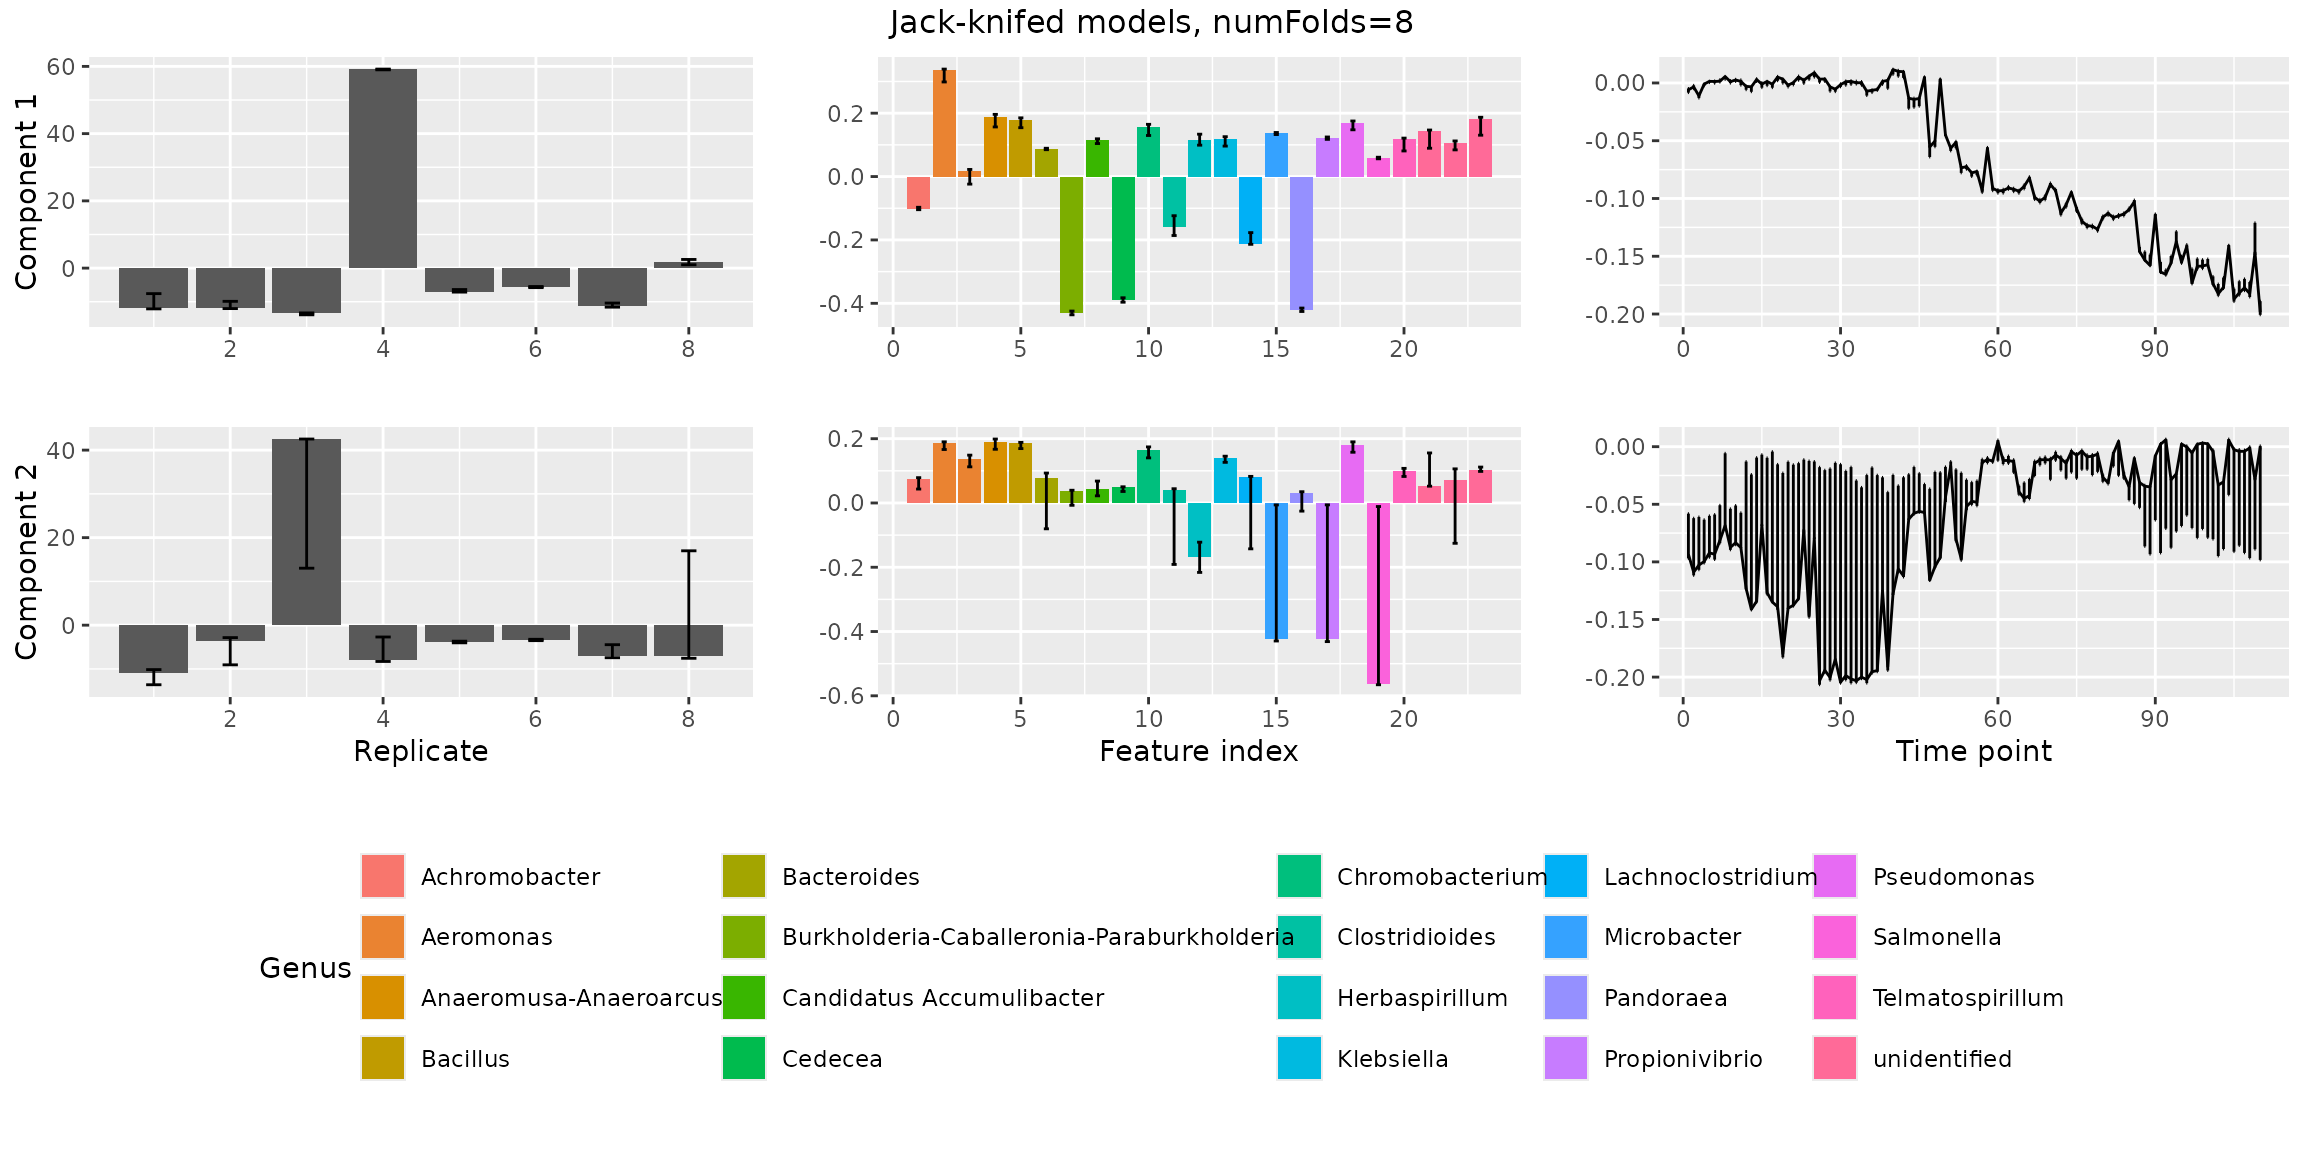 Jack-knifed models, numFolds=8
Component 1
60
40
20
0
2 4 6 8
0.2
0.0
-0.2
-0.4
0 5 10 15 20
0.00
-0.05
-0.10
-0.15
-0.20
0 30 60 90
Component 2
40
20
0
2 4 6 8
Replicate
0.2
0.0
-0.2
-0.4
-0.6
0 5 10 15 20
Feature index
0.00
-0.05
-0.10
-0.15
-0.20
0 30 60 90
Time point
Genus
Achromobacter
Aeromonas
Anaeromusa-Anaeroarcus
Bacillus
Bacteroides
Burkholderia-Caballeronia-Paraburkholderia
Candidatus Accumulibacter
Cedecea
Chromobacterium
Clostridioides
Herbaspirillum
Klebsiella
Lachnoclostridium
Microbacter
Pandoraea
Propionivibrio
Pseudomonas
Salmonella
Telmatospirillum
unidentified